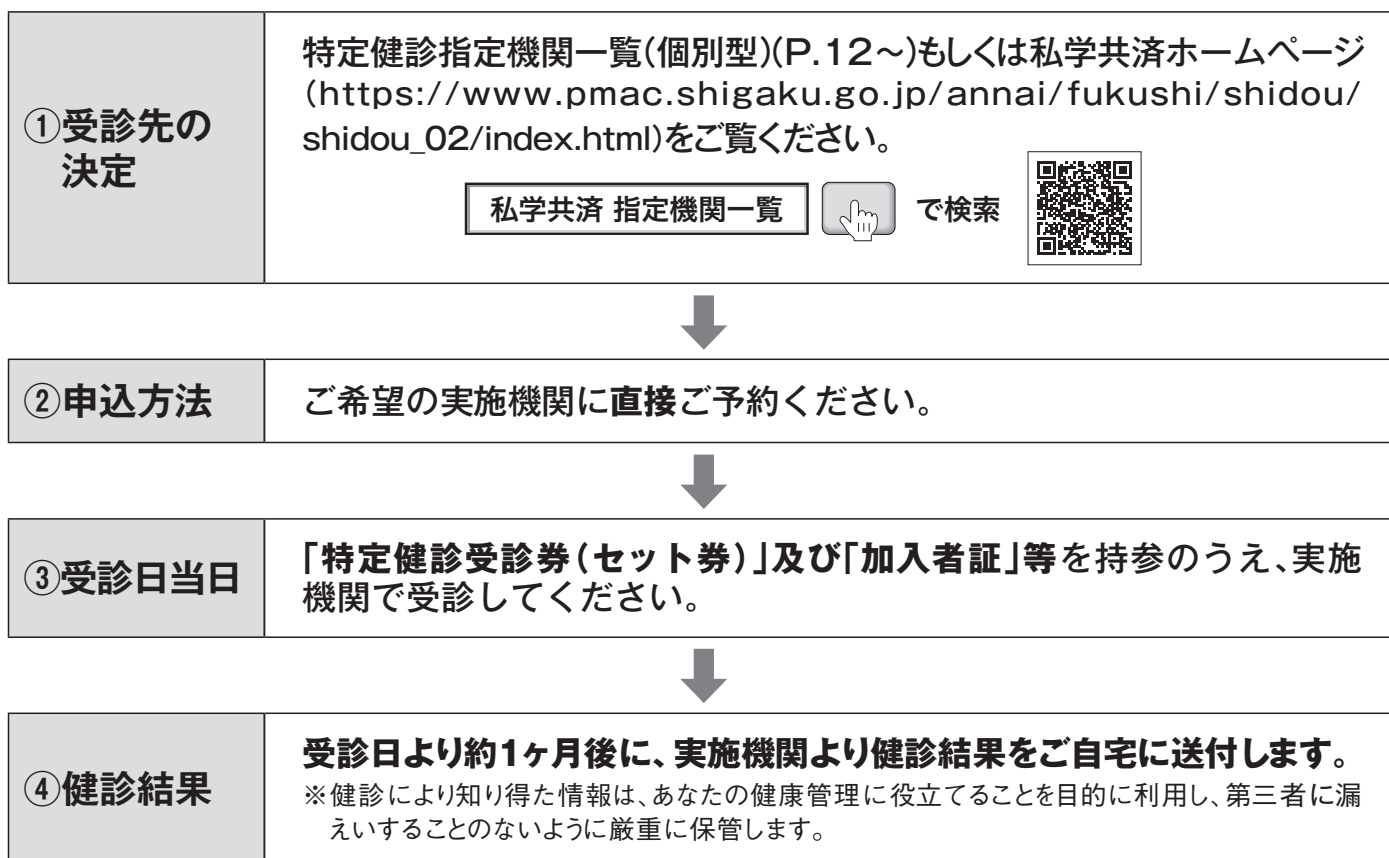 ①受診先の
決定
特定健診指定機関一覧(個別型)(P.12～)もしくは私学共済ホームページ
(https://www.pmac.shigaku.go.jp/annai/fukushi/shidou/
shidou_02/index.html)をご覧ください。
私学共済 指定機関一覧 で検索
②申込方法
ご希望の実施機関に直接ご予約ください。
③受診日当日
「特定健診受診券(セット券)」及び「加入者証」等を持参のうえ、実施
機関で受診してください。
④健診結果
受診日より約1ヶ月後に、実施機関より健診結果をご自宅に送付します。
※健診により知り得た情報は、あなたの健康管理に役立てることを目的に利用し、第三者に漏
えいすることのないように厳重に保管します。